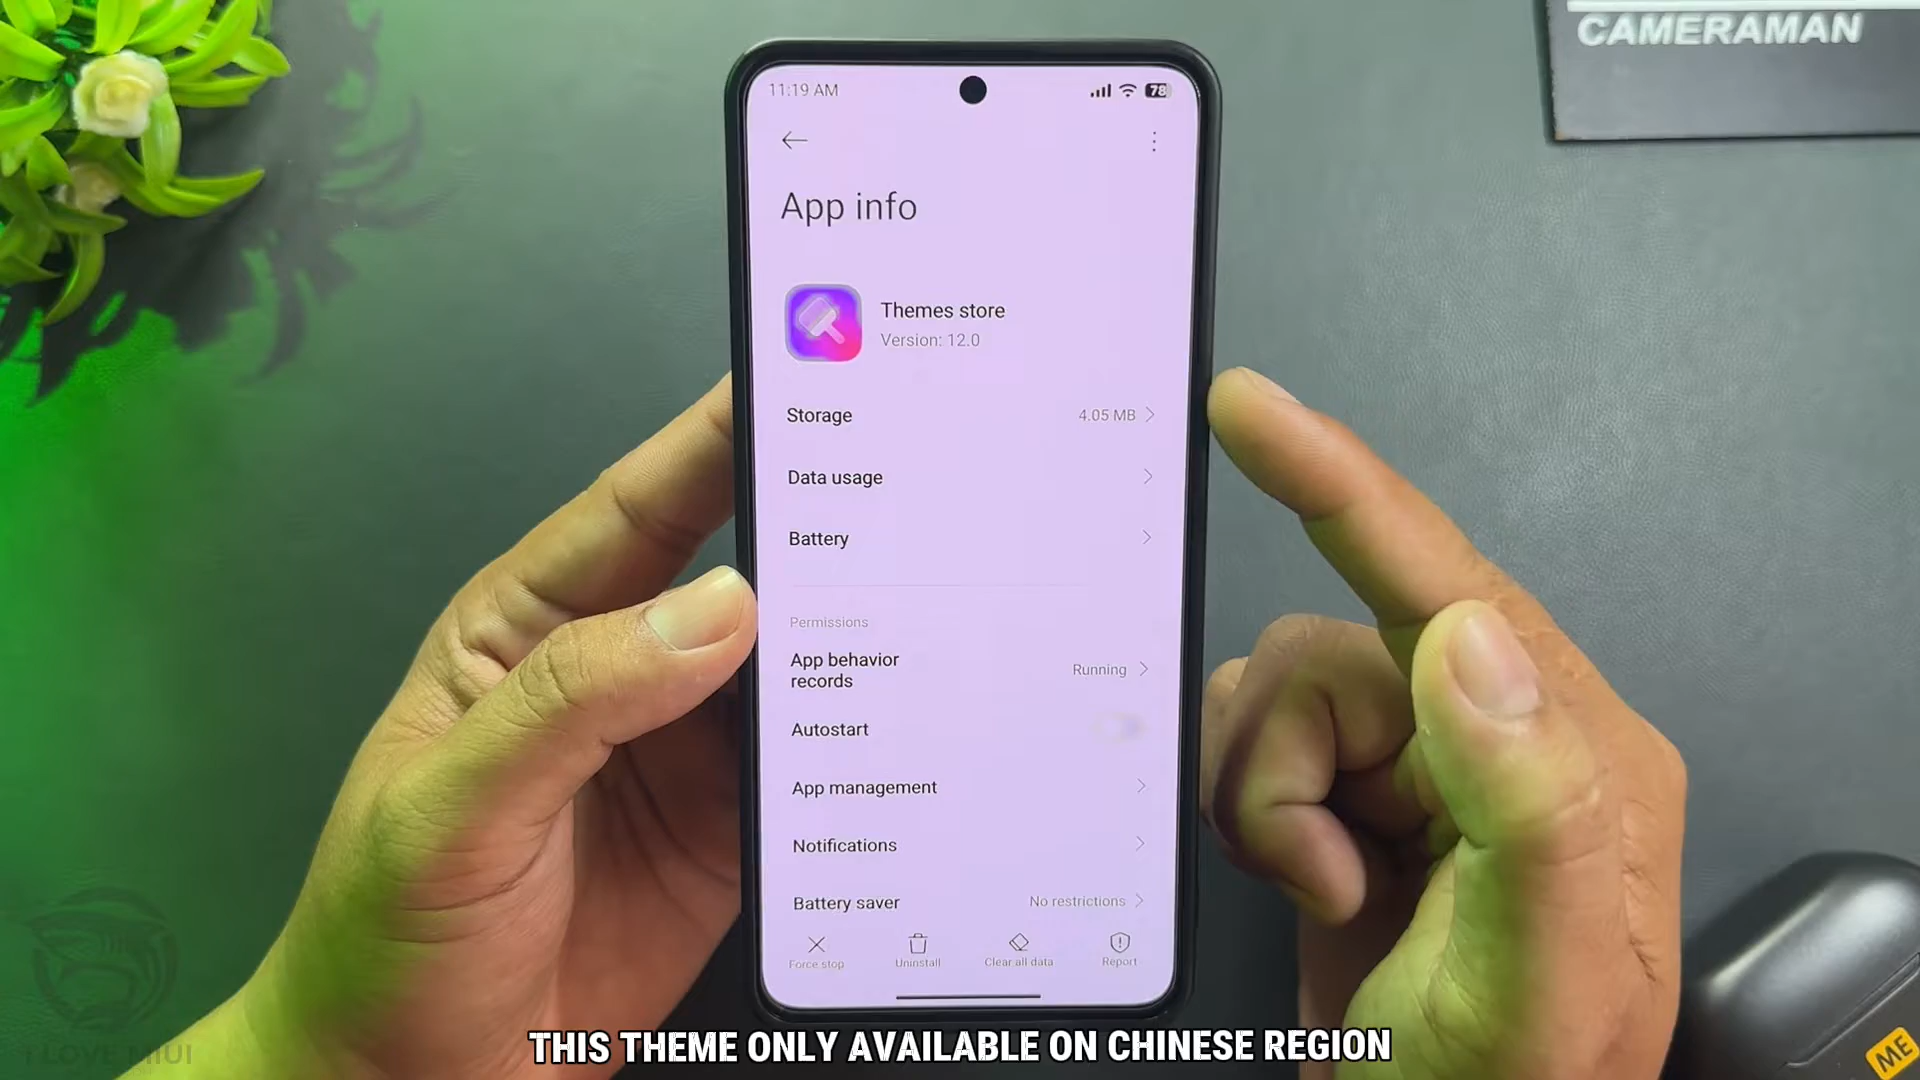 CAMERAMAN
11:19 AM
78
App info
Themes store
Version: 12.0
Storage
4.05 MB
Data usage
Battery
Permissions
App behavior
records
Running
Autostart
App management
Notifications
Battery saver
No restrictions
Force stop
Uninstall
Clear all data
Report
I LOVE MIUI
ME
THIS THEME ONLY AVAILABLE ON CHINESE REGION